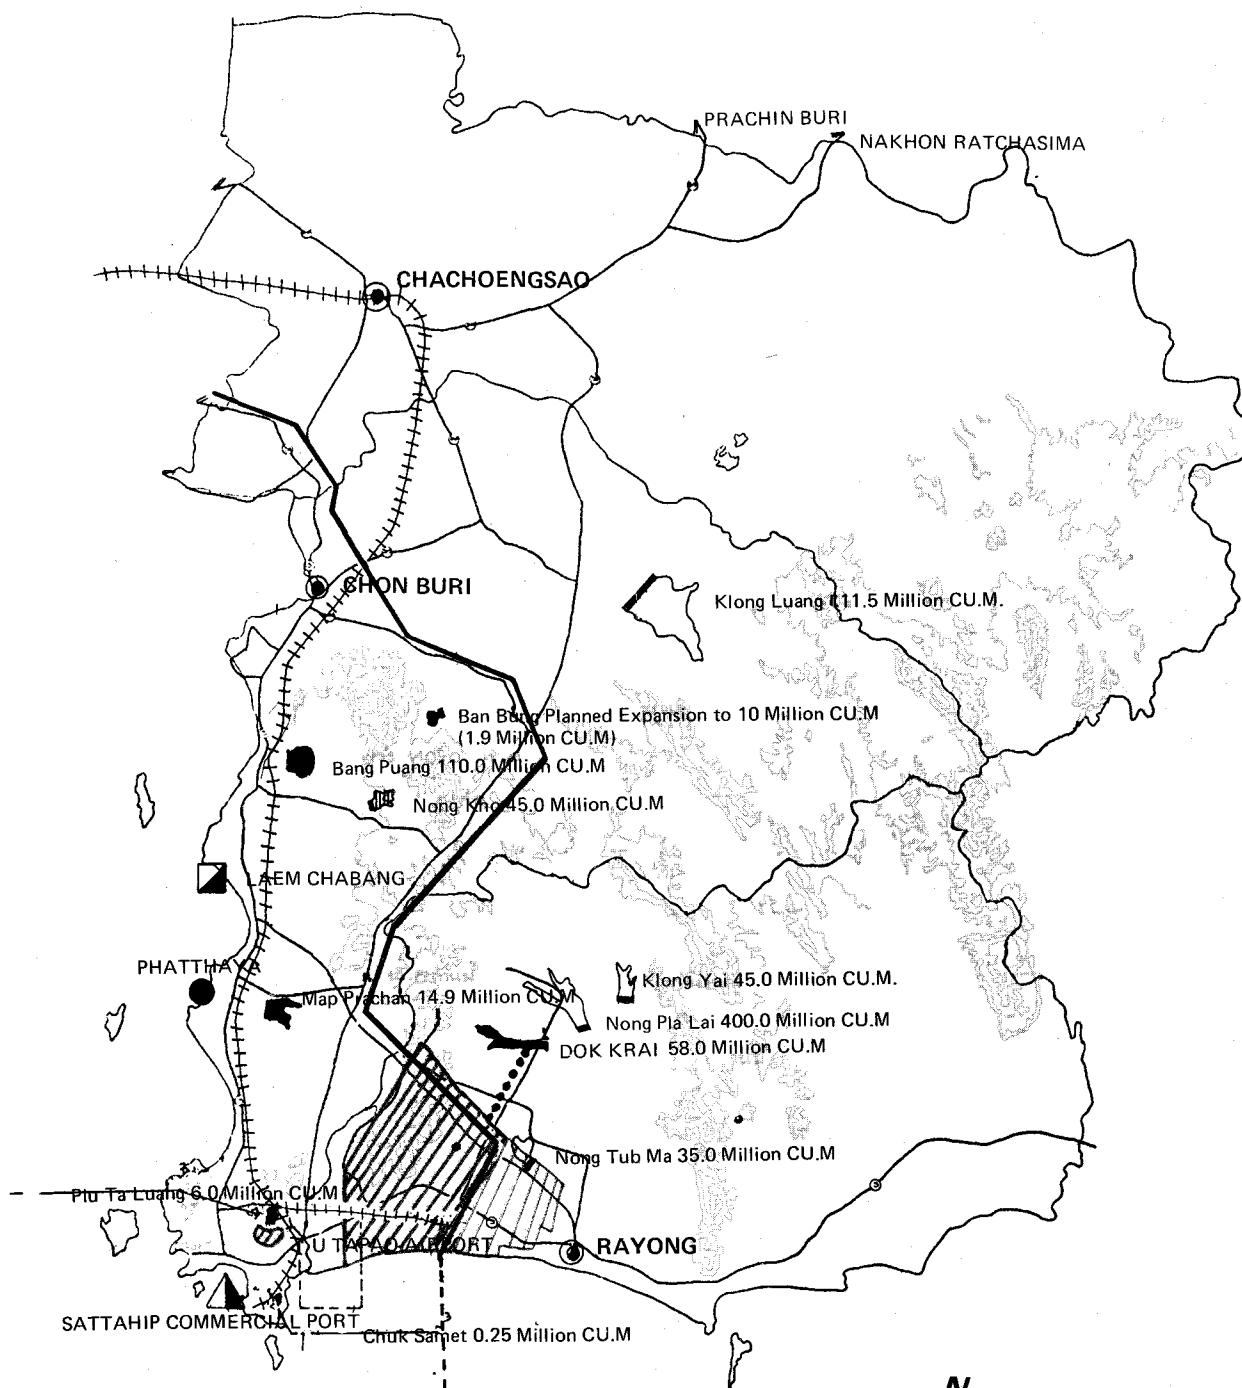 PRACHIN BURI
NAKHON RATCHASIMA
CHACHOENGSAO
CHON BURI
Klong Luang 111.5 Million CU.M.
Ban Bung Planned Expansion to 10 Million CU.M
(1.9 Million CU.M)
Bang Puang 110.0 Million CU.M
Nong Kho 45.0 Million CU.M
LAEM CHABANG
PHATTHAYA
Klong Yai 45.0 Million CU.M.
Map Prachan 14.9 Million CU.M
Nong Pla Lai 400.0 Million CU.M
DOK KRAI 58.0 Million CU.M
Nong Tub Ma 35.0 Million CU.M
Plu Ta Luang 6.0 Million CU.M
U TAPAO AIRPORT
RAYONG
SATTAHIP COMMERCIAL PORT
Chuk Samet 0.25 Million CU.M
N